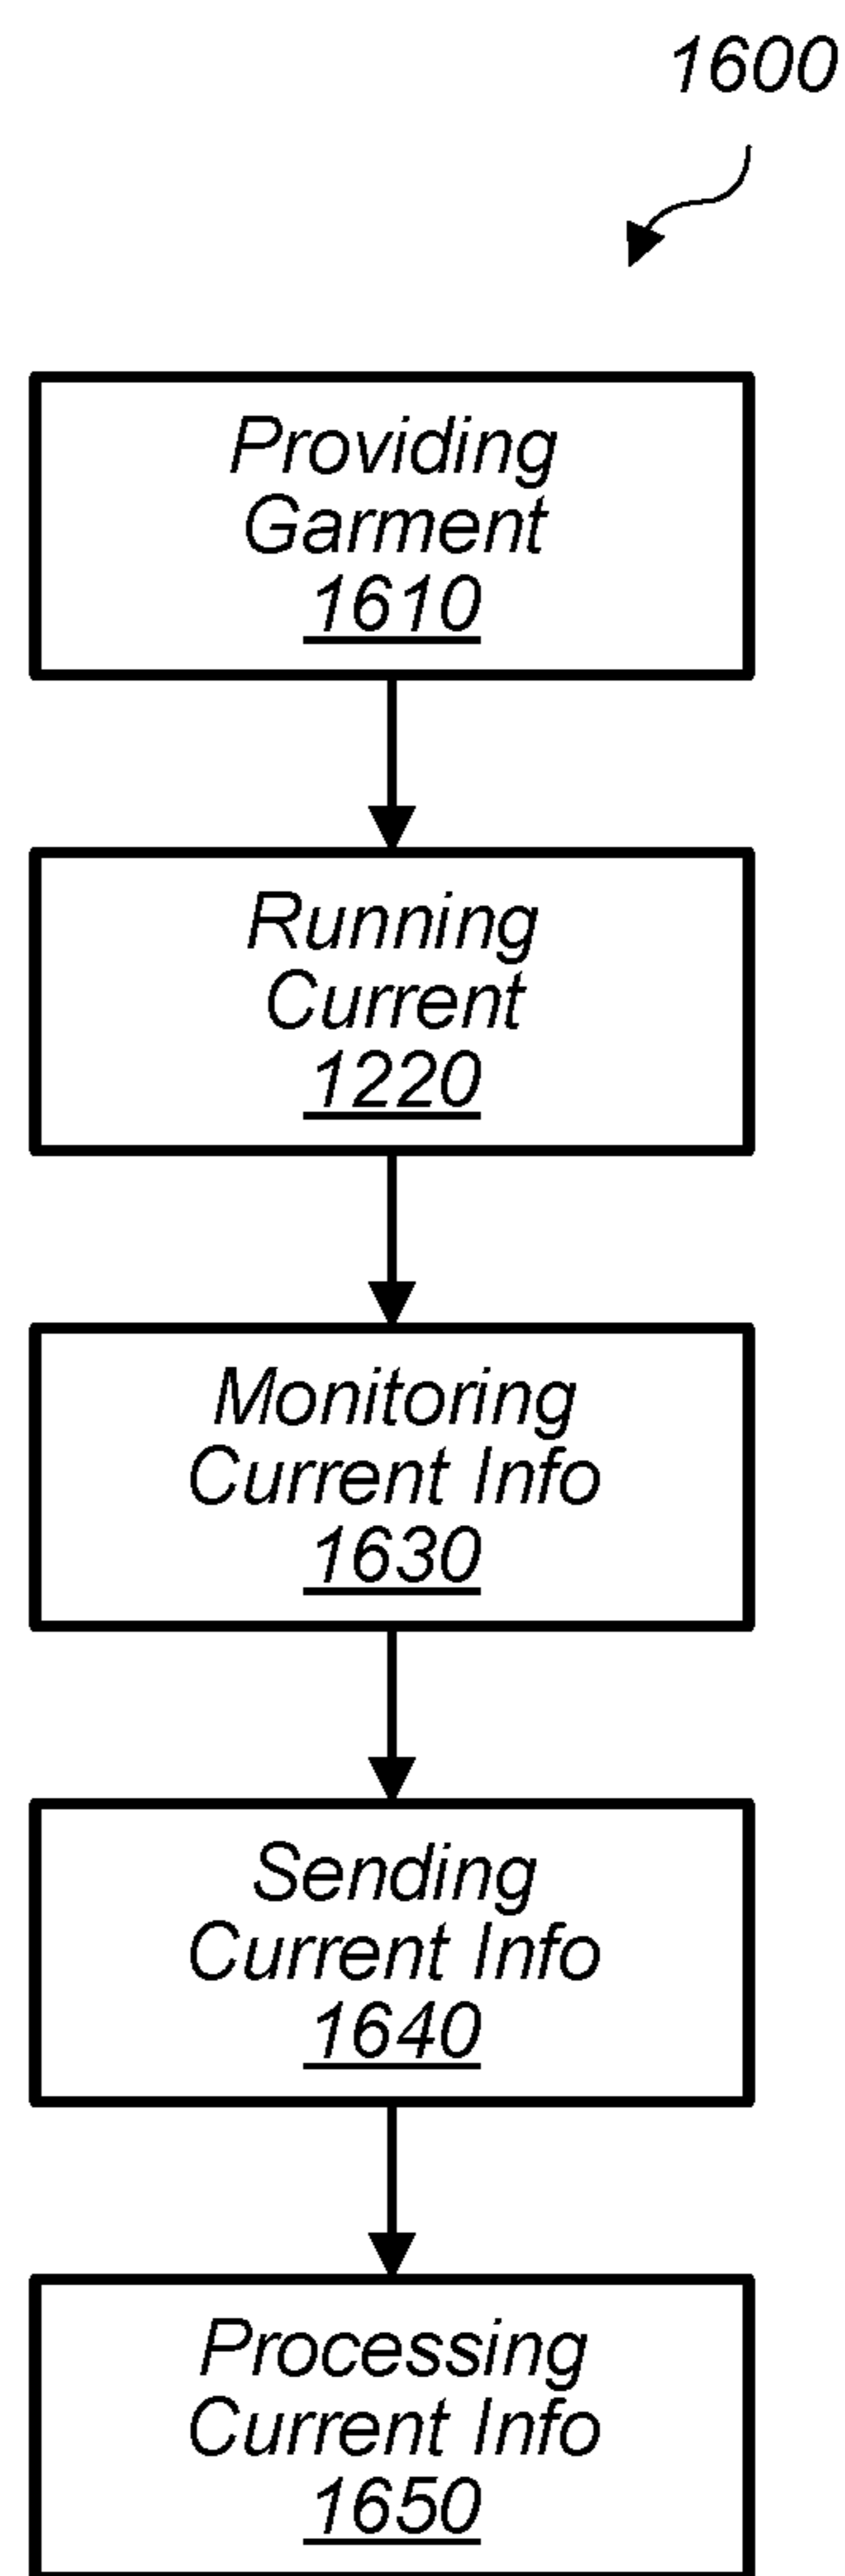 1600
Providing
Garment
1610
Running
Current
1220
Monitoring
Current Info
1630
Sending
Current Info
1640
Processing
Current Info
1650